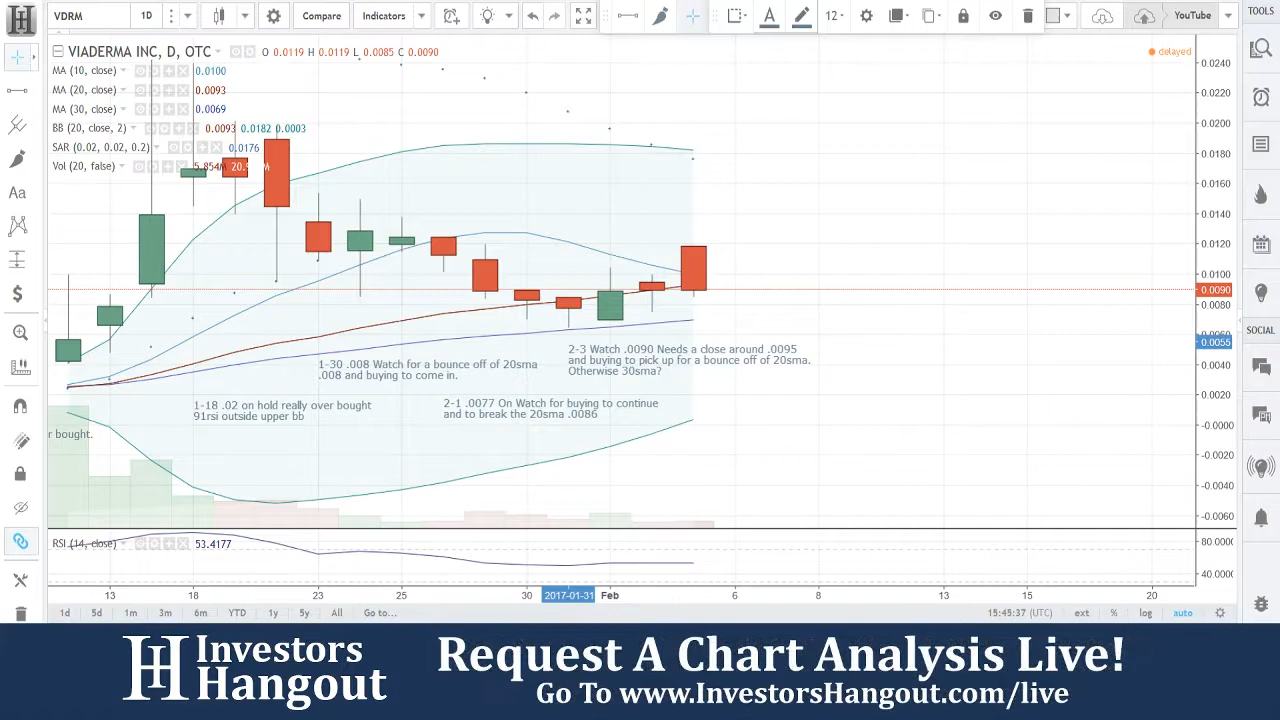 VDRM 1D Compare Indicators 12 YouTube TOOLS
VIADERMA INC, D, OTC O 0.0119 H 0.0119 L 0.0085 C 0.0090
delayed
MA (10, close) 0.0100
MA (20, close) 0.0093
MA (30, close) 0.0069
BB (20, close, 2) 0.0093 0.0182 0.0003
SAR (0.02, 0.02, 0.2) 0.0176
Vol (20, false) 5.854M
0.0240
0.0220
0.0200
0.0180
0.0160
0.0140
0.0120
0.0100
0.0090
0.0080
0.0055
0.0040
0.0020
-0.0000
-0.0020
-0.0040
-0.0060
SOCIAL
Aa
$
2-3 Watch .0090 Needs a close around .0095
and buying to pick up for a bounce off of 20sma.
Otherwise 30sma?
1-30 .008 Watch for a bounce off of 20sma
.008 and buying to come in.
1-18 .02 on hold really over bought
91rsi outside upper bb
2-1 .0077 On Watch for buying to continue
and to break the 20sma .0086
r bought.
RSI (14, close) 53.4177
80.0000
40.0000
13 18 23 25 30 2017-01-31 Feb 6 8 13 15 20
1d 5d 1m 3m 6m YTD 1y 5y All Go to... 15:45:37 (UTC) ext % log auto
Investors
Hangout
Request A Chart Analysis Live!
Go To www.InvestorsHangout.com/live